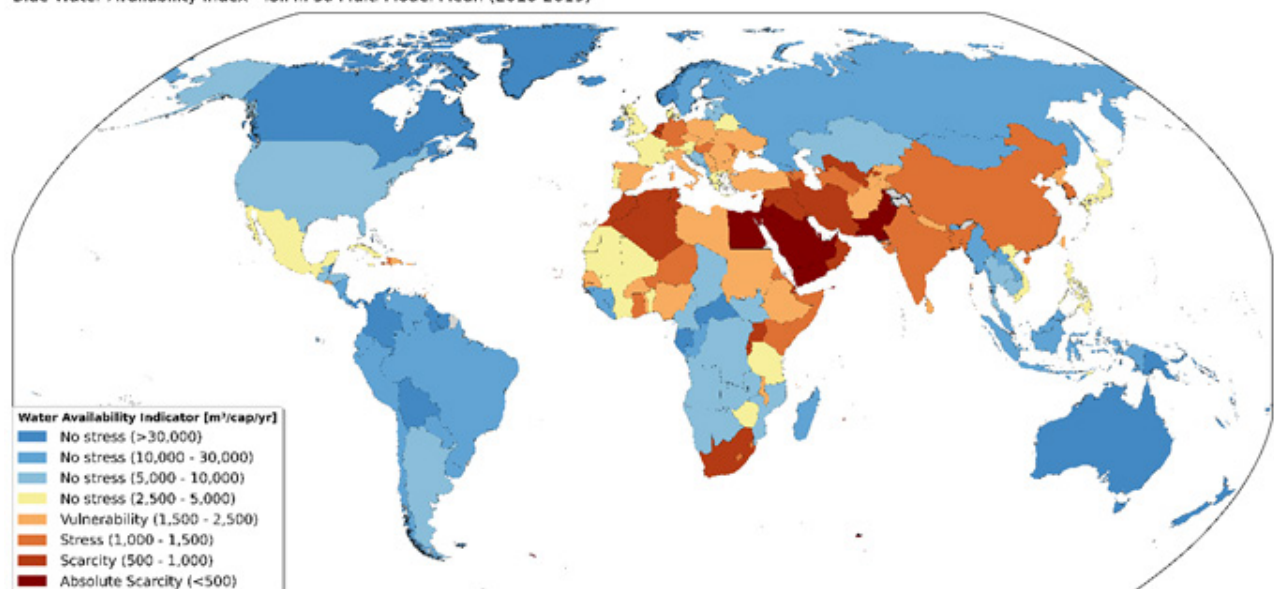 Water Availability Indicator [m³/cap/yr]
No stress (>30,000)
No stress (10,000 - 30,000)
No stress (5,000 - 10,000)
No stress (2,500 - 5,000)
Vulnerability (1,500 - 2,500)
Stress (1,000 - 1,500)
Scarcity (500 - 1,000)
Absolute Scarcity (<500)